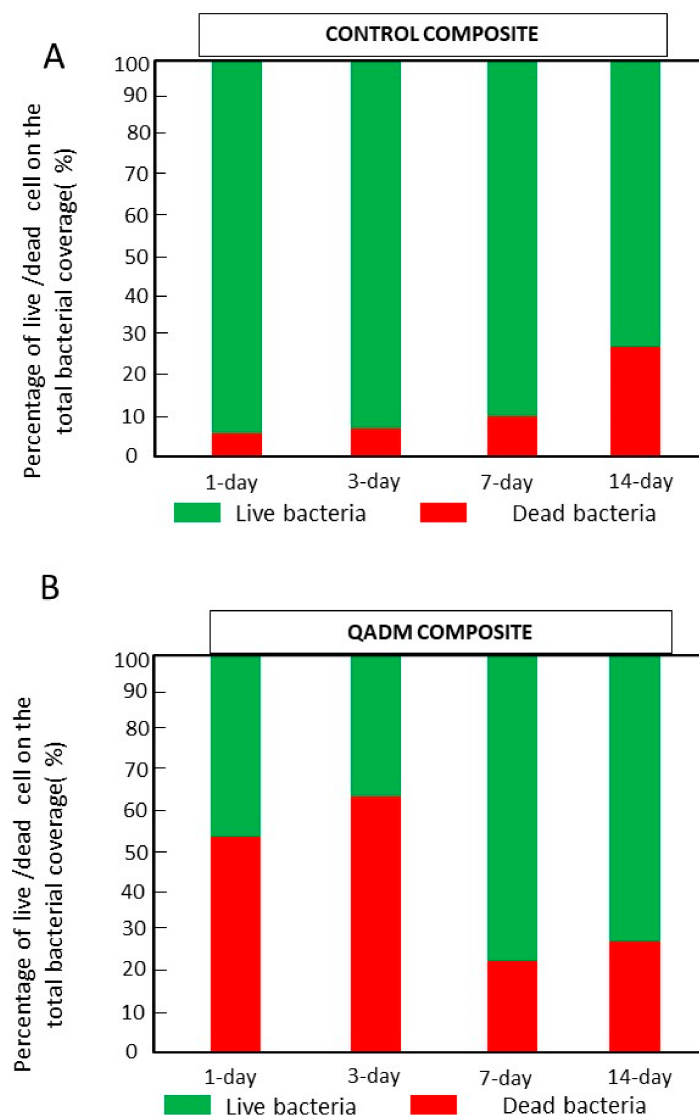 A
CONTROL COMPOSITE
Percentage of live /dead cell on the
total bacterial coverage( %)
100
90
80
70
60
50
40
30
20
10
0
1-day 3-day 7-day 14-day
Live bacteria Dead bacteria
B
QADM COMPOSITE
Percentage of live /dead cell on the
total bacterial coverage( %)
100
90
80
70
60
50
40
30
20
10
0
1-day 3-day 7-day 14-day
Live bacteria Dead bacteria